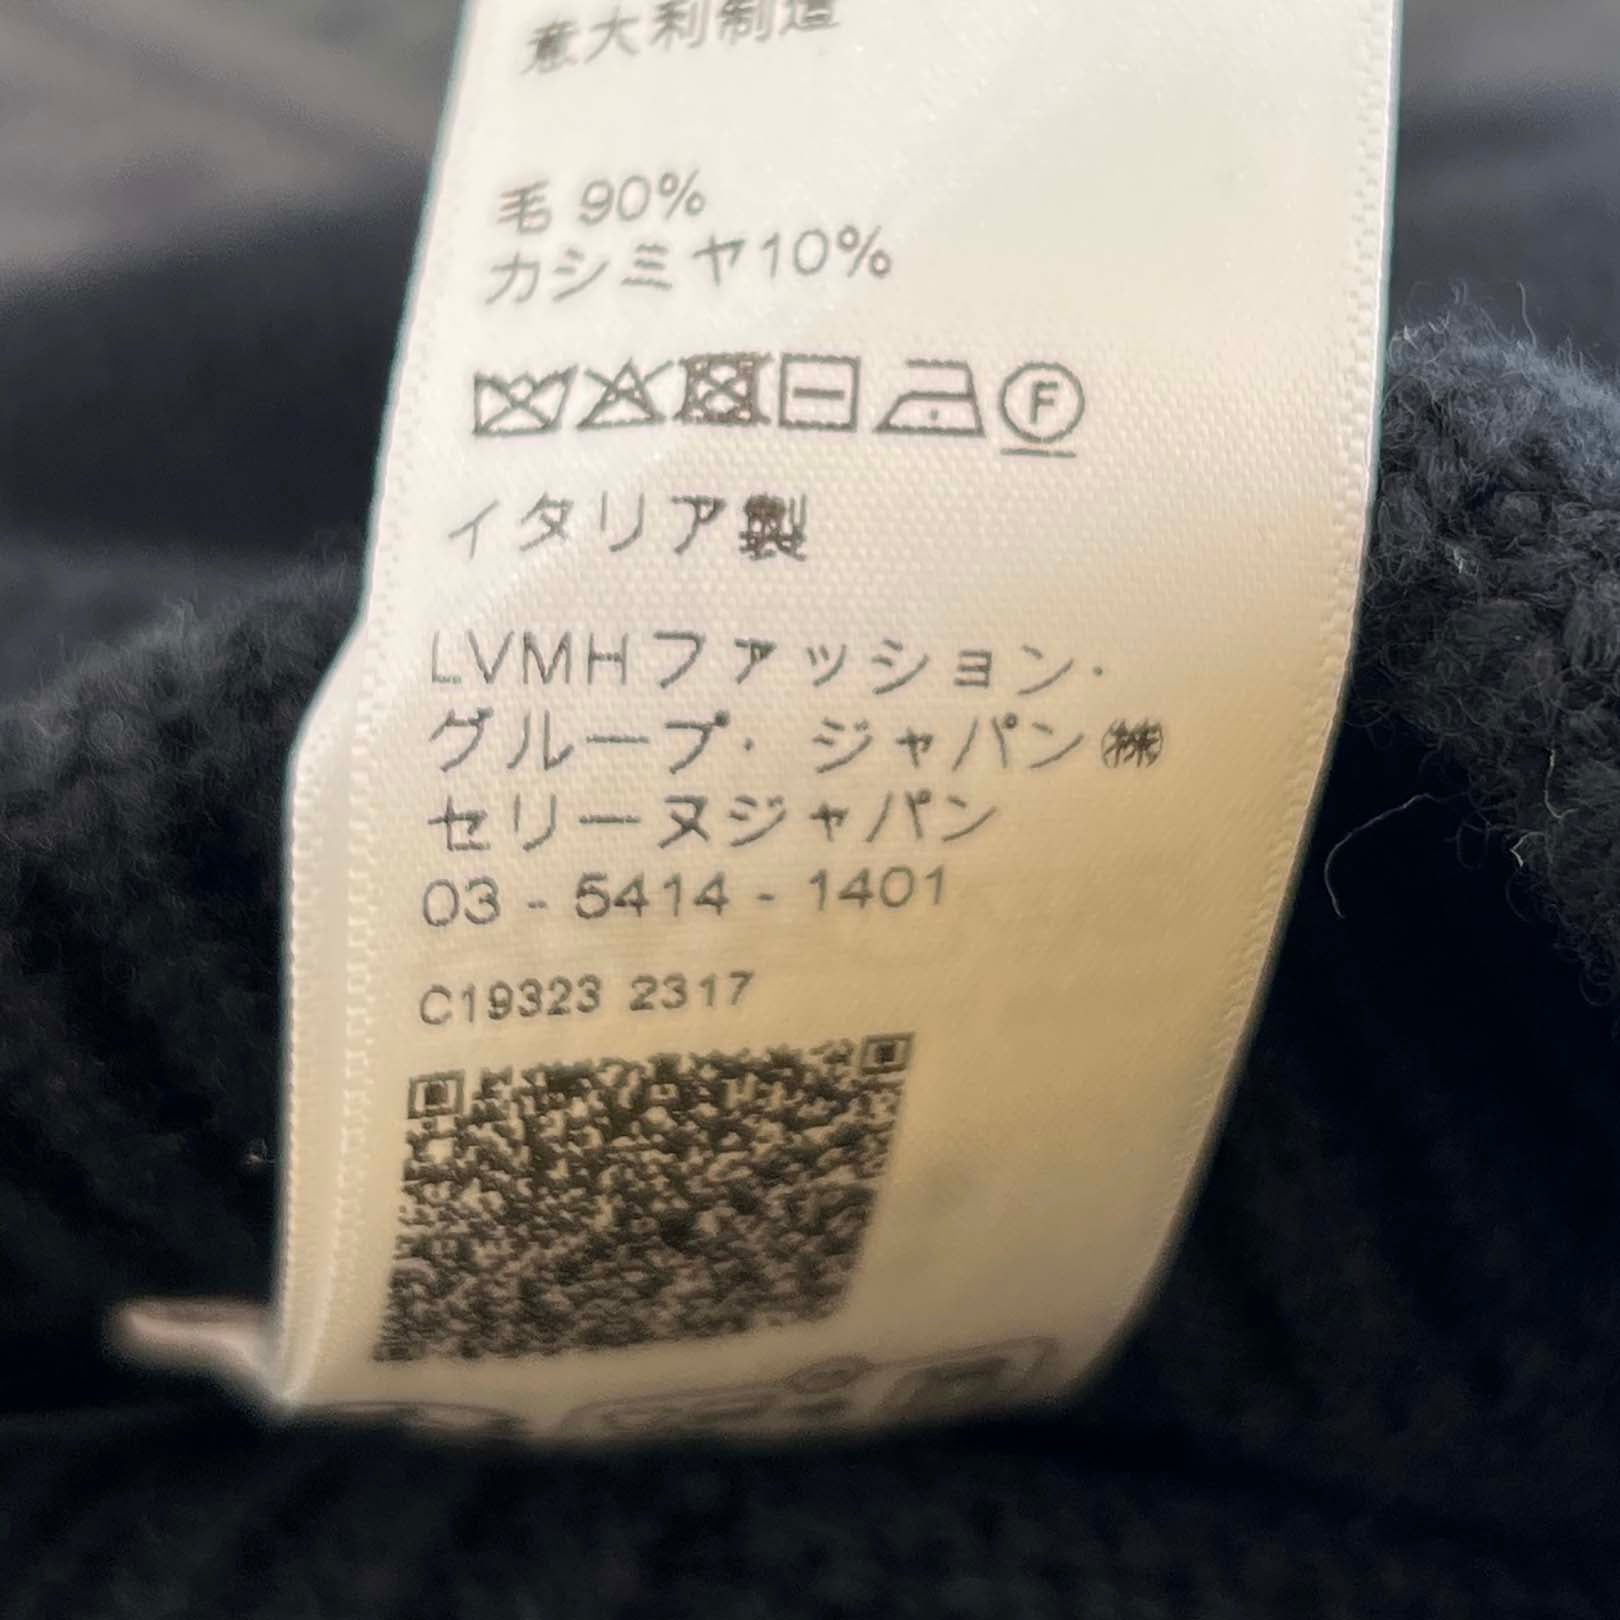 意大利制造
毛 90%
カシミヤ10%
F
イタリア製
LVMHファッション·
グループ· ジャパン㈱
セリーヌジャパン
03 - 5414 - 1401
C19323 2317